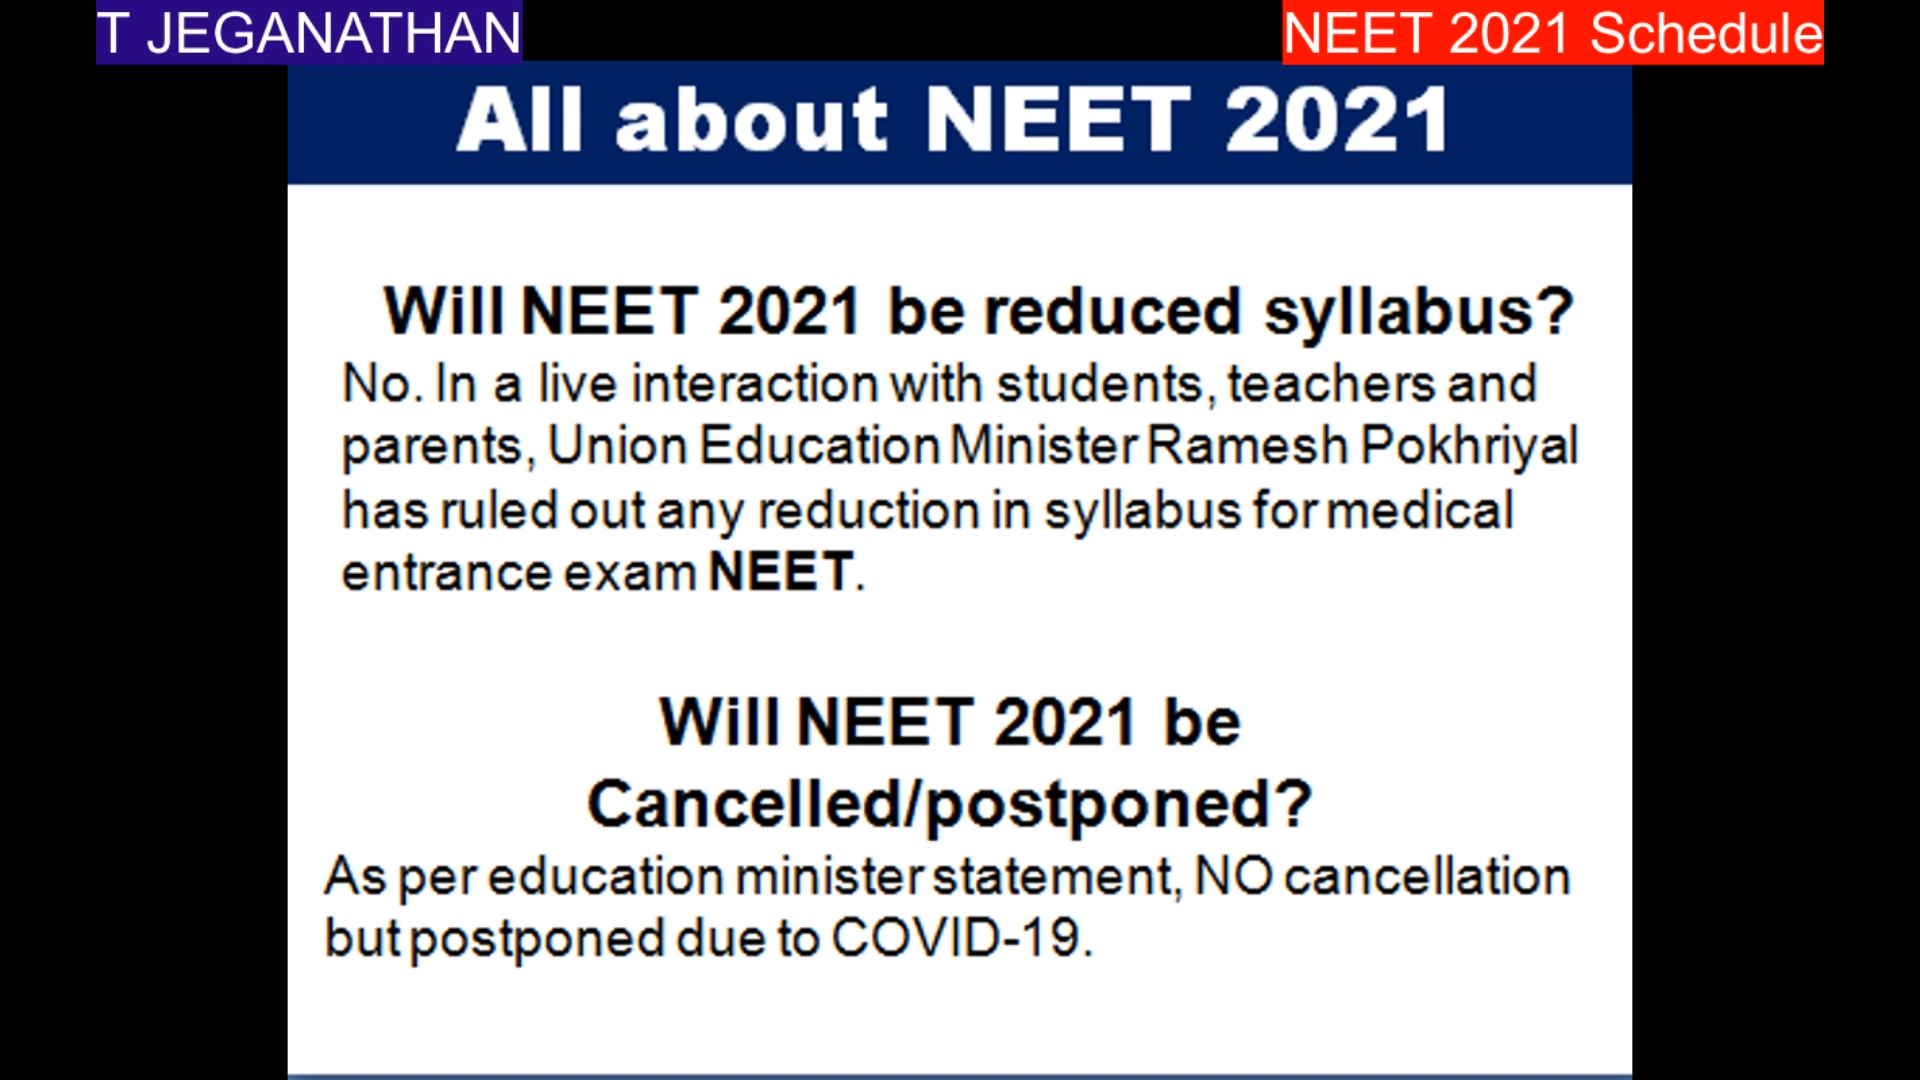 T JEGANATHAN
NEET 2021 Schedule
All about NEET 2021
Will NEET 2021 be reduced syllabus?
No. In a live interaction with students, teachers and
parents, Union Education Minister Ramesh Pokhriyal
has ruled out any reduction in syllabus for medical
entrance exam NEET.
Will NEET 2021 be
Cancelled/postponed?
As per education minister statement, NO cancellation
but postponed due to COVID-19.